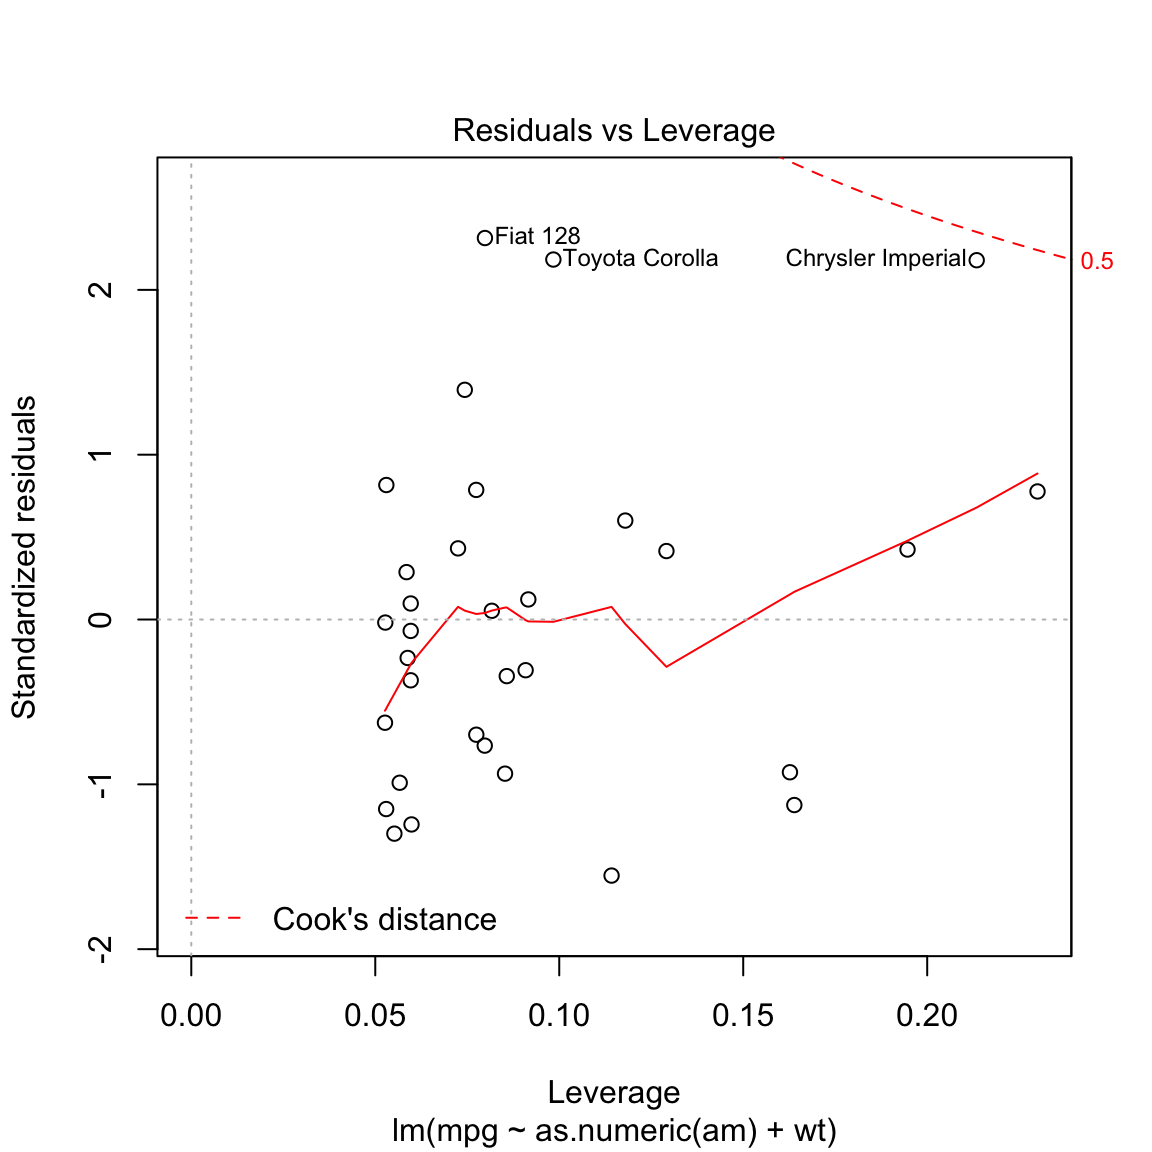 Residuals vs Leverage
Fiat 128
Toyota Corolla
Chrysler Imperial
0.5
Standardized residuals
2
1
0
-1
-2
Cook's distance
0.00 0.05 0.10 0.15 0.20
Leverage
lm(mpg ~ as.numeric(am) + wt)